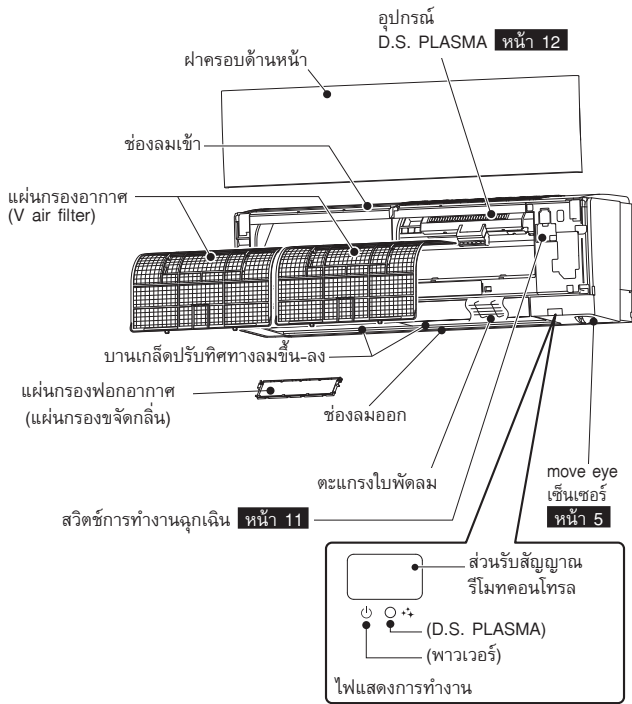 อุปกรณ์
D.S. PLASMA หน้า 12
ฝาครอบด้านหน้า
ช่องลมเข้า
แผ่นกรองอากาศ
(V air filter)
บานเกล็ดปรับทิศทางลมขึ้น-ลง
แผ่นกรองฟอกอากาศ
(แผ่นกรองขจัดกลิ่น)
ช่องลมออก
ตะแกรงใบพัดลม
move eye
เซ็นเซอร์
หน้า 5
สวิตช์การทำงานฉุกเฉิน หน้า 11
ส่วนรับสัญญาณ
รีโมทคอนโทรล
(D.S. PLASMA)
(พาวเวอร์)
ไฟแสดงการทำงาน